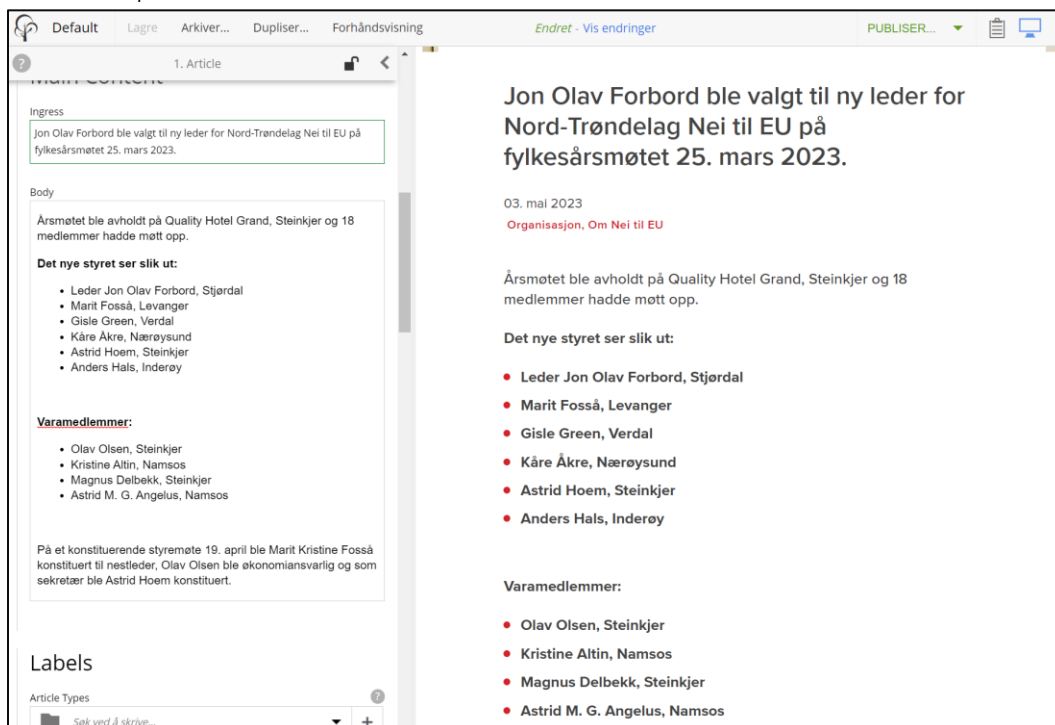 Default Lagre Arkiver... Dupliser... Forhåndsvisning Endret - Vis endringer PUBLISER...
? 1. Article
Main Content
Ingress
Jon Olav Forbord ble valgt til ny leder for Nord-Trøndelag Nei til EU på
fylkesårsmøtet 25. mars 2023.
Body
Årsmøtet ble avholdt på Quality Hotel Grand, Steinkjer og 18
medlemmer hadde møtt opp.
Det nye styret ser slik ut:
• Leder Jon Olav Forbord, Stjørdal
• Marit Fosså, Levanger
• Gisle Green, Verdal
• Kåre Åkre, Nærøysund
• Astrid Hoem, Steinkjer
• Anders Hals, Inderøy
Varamedlemmer:
• Olav Olsen, Steinkjer
• Kristine Altin, Namsos
• Magnus Delbekk, Steinkjer
• Astrid M. G. Angelus, Namsos
På et konstituerende styremøte 19. april ble Marit Kristine Fosså
konstituert til nestleder, Olav Olsen ble økonomiansvarlig og som
sekretær ble Astrid Hoem konstituert.
Labels
Article Types ?
Søk ved å skrive... +
Jon Olav Forbord ble valgt til ny leder for
Nord-Trøndelag Nei til EU på
fylkesårsmøtet 25. mars 2023.
03. mai 2023
Organisasjon, Om Nei til EU
Årsmøtet ble avholdt på Quality Hotel Grand, Steinkjer og 18
medlemmer hadde møtt opp.
Det nye styret ser slik ut:
• Leder Jon Olav Forbord, Stjørdal
• Marit Fosså, Levanger
• Gisle Green, Verdal
• Kåre Åkre, Nærøysund
• Astrid Hoem, Steinkjer
• Anders Hals, Inderøy
Varamedlemmer:
• Olav Olsen, Steinkjer
• Kristine Altin, Namsos
• Magnus Delbekk, Steinkjer
• Astrid M. G. Angelus, Namsos